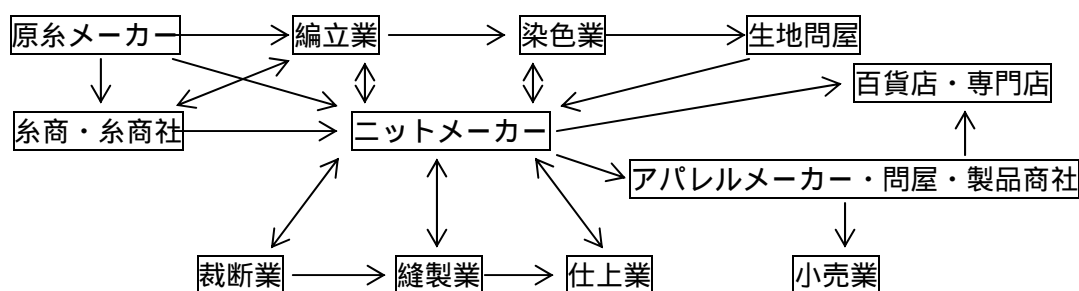 原糸メーカー 編立業 染色業 生地問屋
百貨店・専門店
糸商・糸商社 ニットメーカー
アパレルメーカー・問屋・製品商社
裁断業 縫製業 仕上業 小売業